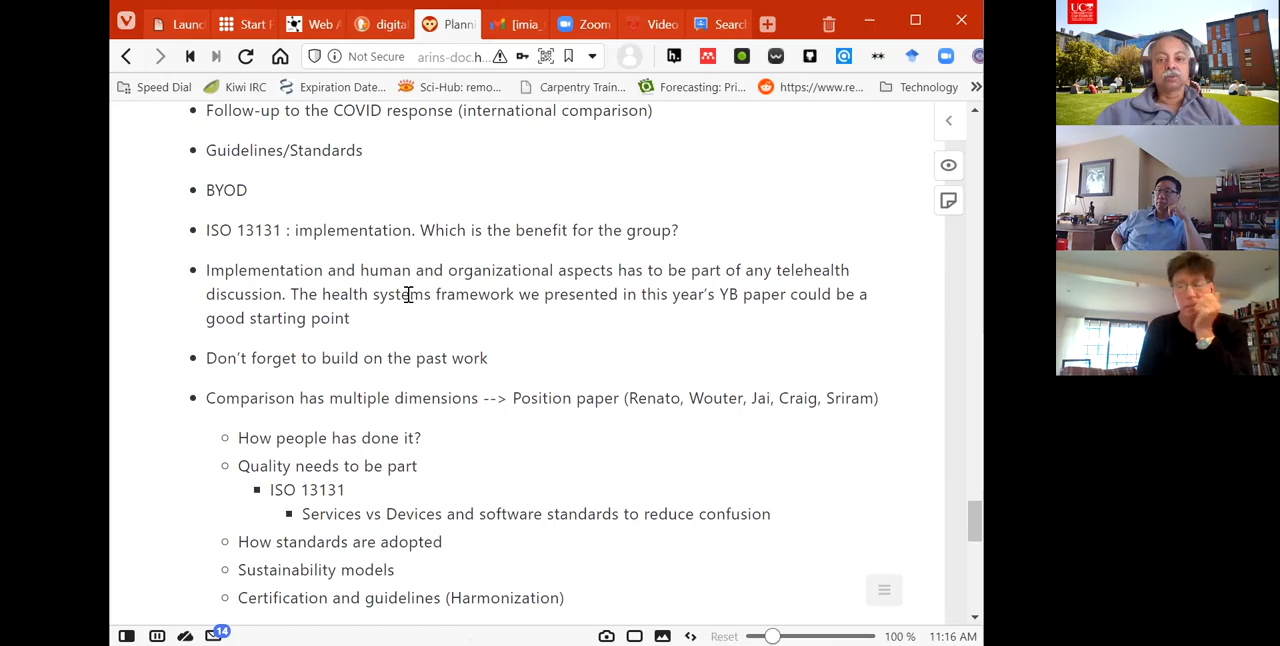 Launc
Start F
Web A
digital
Planni
[imia_
Zoom
Video
Searc
Not Secure
arins-doc.h...
Speed Dial
Kiwi IRC
Expiration Date...
Sci-Hub: remo...
Carpentry Train...
Forecasting: Pri...
https://www.re...
Technology
Follow-up to the COVID response (international comparison)
Guidelines/Standards
BYOD
ISO 13131 : implementation. Which is the benefit for the group?
Implementation and human and organizational aspects has to be part of any telehealth
discussion. The health systems framework we presented in this year's YB paper could be a
good starting point
Don't forget to build on the past work
Comparison has multiple dimensions --> Position paper (Renato, Wouter, Jai, Craig, Sriram)
How people has done it?
Quality needs to be part
ISO 13131
Services vs Devices and software standards to reduce confusion
How standards are adopted
Sustainability models
Certification and guidelines (Harmonization)
14
Reset
100 %
11:16 AM
UC